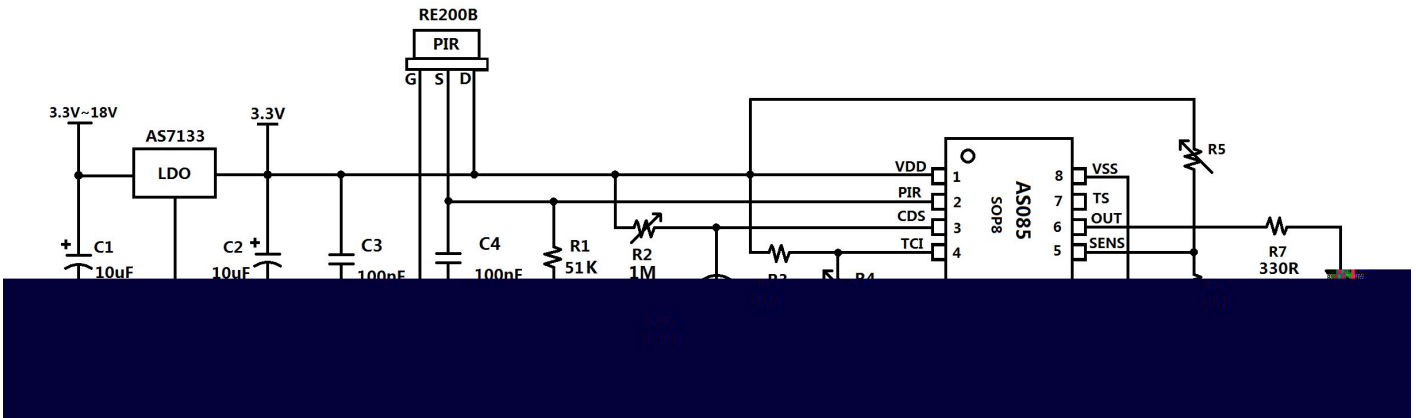 RE200B
PIR
G S D
3.3V~18V
3.3V
AS7133
LDO
VDD
PIR
CDS
TCI
1
2
3
4
AS085
SOP8
8
7
6
5
VSS
TS
OUT
SENS
R5
C1
10uF
C2
10uF
C3
100nF
C4
100nF
R1
51K
R2
1M
R3
R4
R7
330R